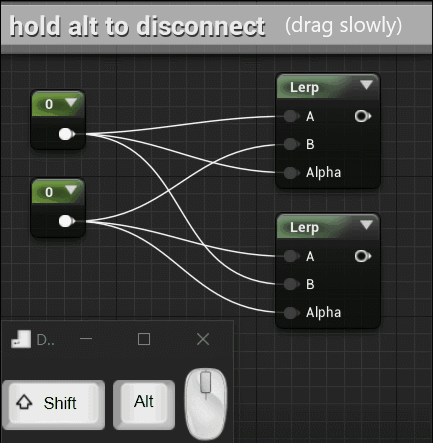 hold alt to disconnect (drag slowly)
0
Lerp
A
B
Alpha
0
Lerp
A
B
Alpha
D..
Shift
Alt